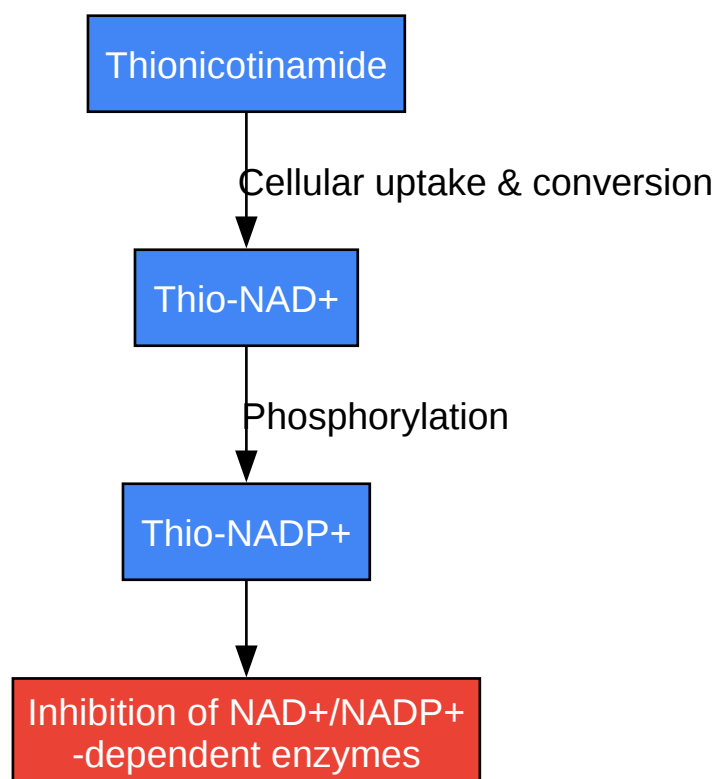 Thionicotinamide
Cellular uptake & conversion
Thio-NAD+
Phosphorylation
Thio-NADP+
Inhibition of NAD+/NADP+
-dependent enzymes